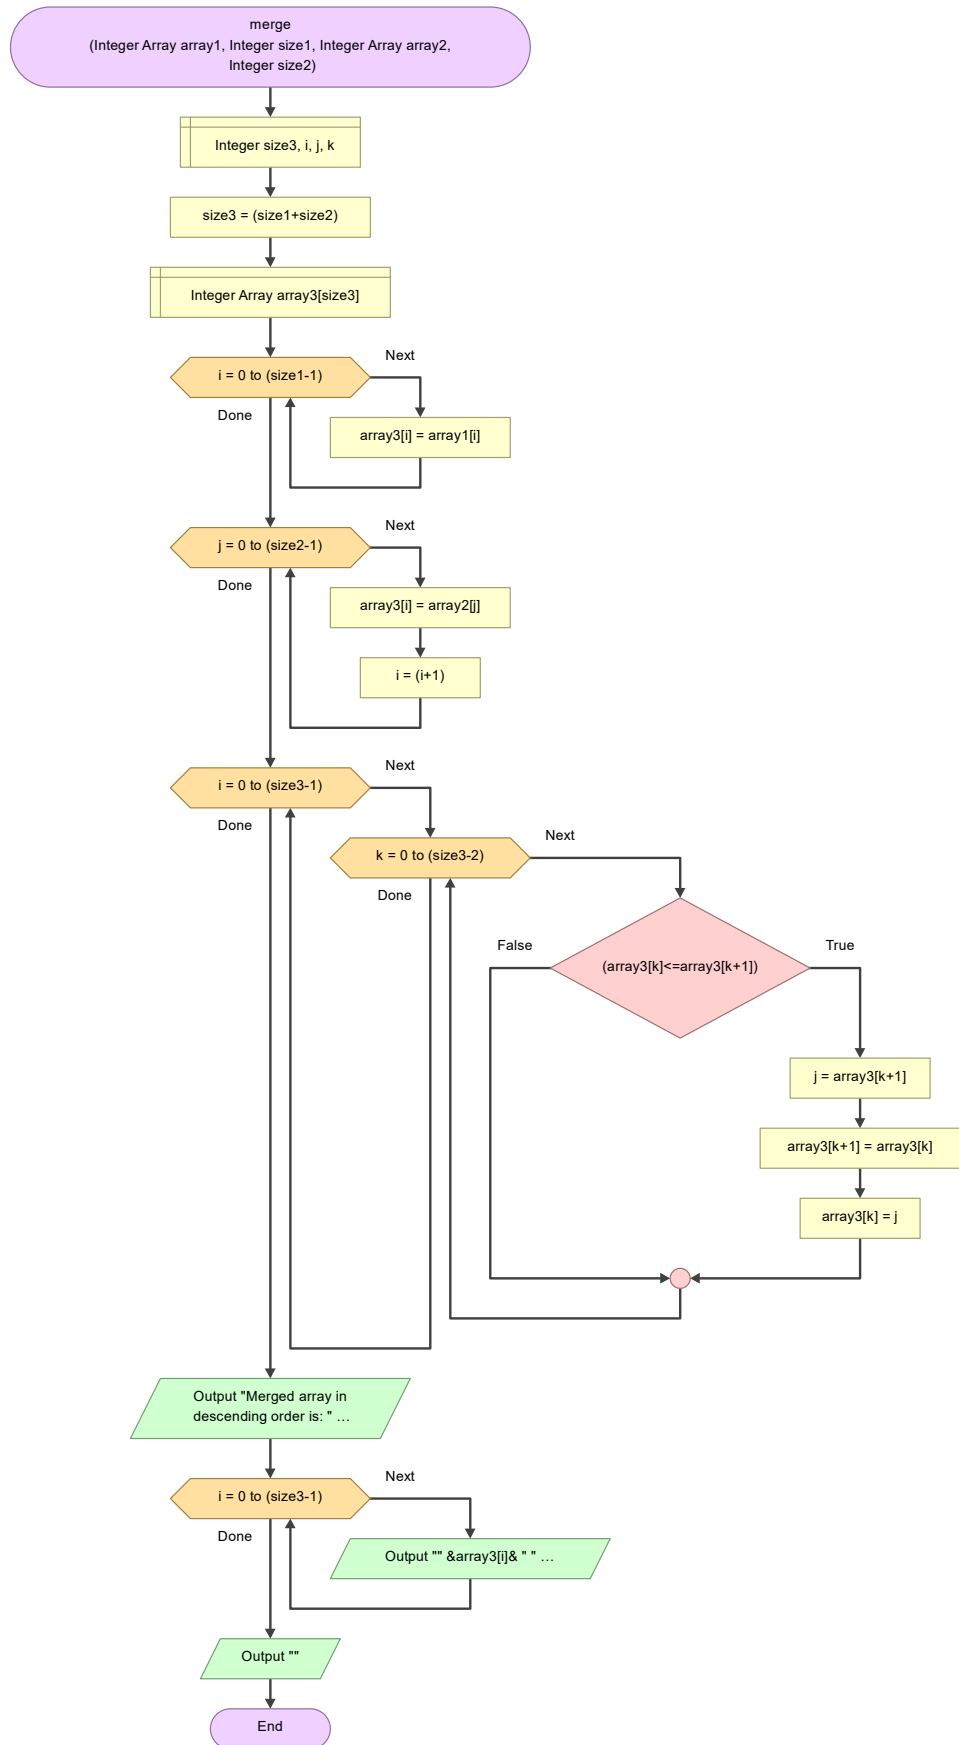 merge
(Integer Array array1, Integer size1, Integer Array array2,
Integer size2)
Integer size3, i, j, k
size3 = (size1+size2)
Integer Array array3[size3]
i = 0 to (size1-1)
Next
Done
array3[i] = array1[i]
j = 0 to (size2-1)
Next
Done
array3[i] = array2[j]
i = (i+1)
i = 0 to (size3-1)
Next
Done
k = 0 to (size3-2)
Next
Done
False
(array3[k]<=array3[k+1])
True
j = array3[k+1]
array3[k+1] = array3[k]
array3[k] = j
Output "Merged array in
descending order is: " ...
i = 0 to (size3-1)
Next
Done
Output "" &array3[i]& " " ...
Output ""
End